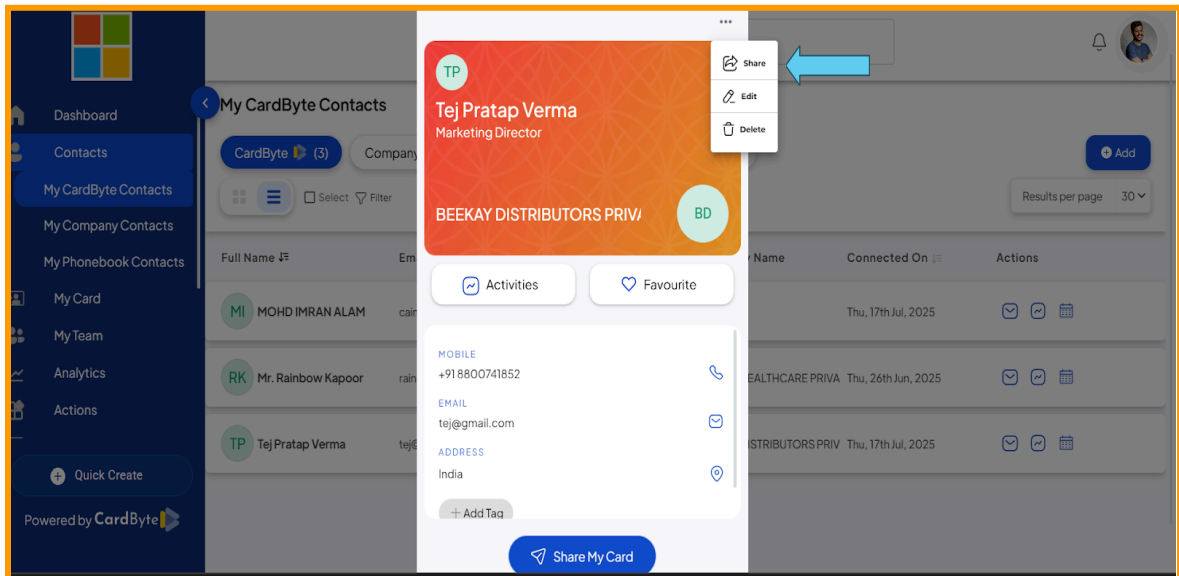 Dashboard
Contacts
My CardByte Contacts
My Company Contacts
My Phonebook Contacts
My Card
My Team
Analytics
Actions
Quick Create
Powered by CardByte
My CardByte Contacts
CardByte (3)
Company
Add
Select
Filter
Results per page 30
Full Name
Em
Name
Connected On
Actions
MI MOHD IMRAN ALAM
Thu, 17th Jul, 2025
RK Mr. Rainbow Kapoor rain
EALTHCARE PRIVA Thu, 26th Jun, 2025
TP Tej Pratap Verma
ISTRIBUTORS PRIV Thu, 17th Jul, 2025
TP
Tej Pratap Verma
Marketing Director
BEEKAY DISTRIBUTORS PRIV
BD
Share
Edit
Delete
Activities
Favourite
MOBILE
+91 8800741852
EMAIL
tej@gmail.com
ADDRESS
India
+ Add Tag
Share My Card